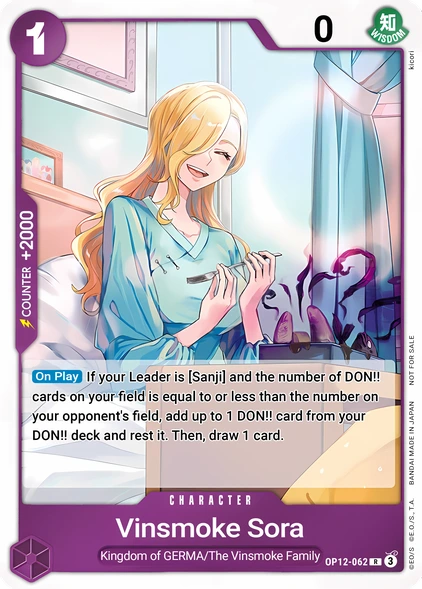 1
0
知
WISDOM
kicori
COUNTER +2000
On Play If your Leader is [Sanji] and the number of DON!!
cards on your field is equal to or less than the number on
your opponent's field, add up to 1 DON!! card from your
DON!! deck and rest it. Then, draw 1 card.
CHARACTER
Vinsmoke Sora
Kingdom of GERMA/The Vinsmoke Family
OP12-062 R 3
©EO/S ©E.O./S.,T.A. BANDAI MADE IN JAPAN NOT FOR SALE